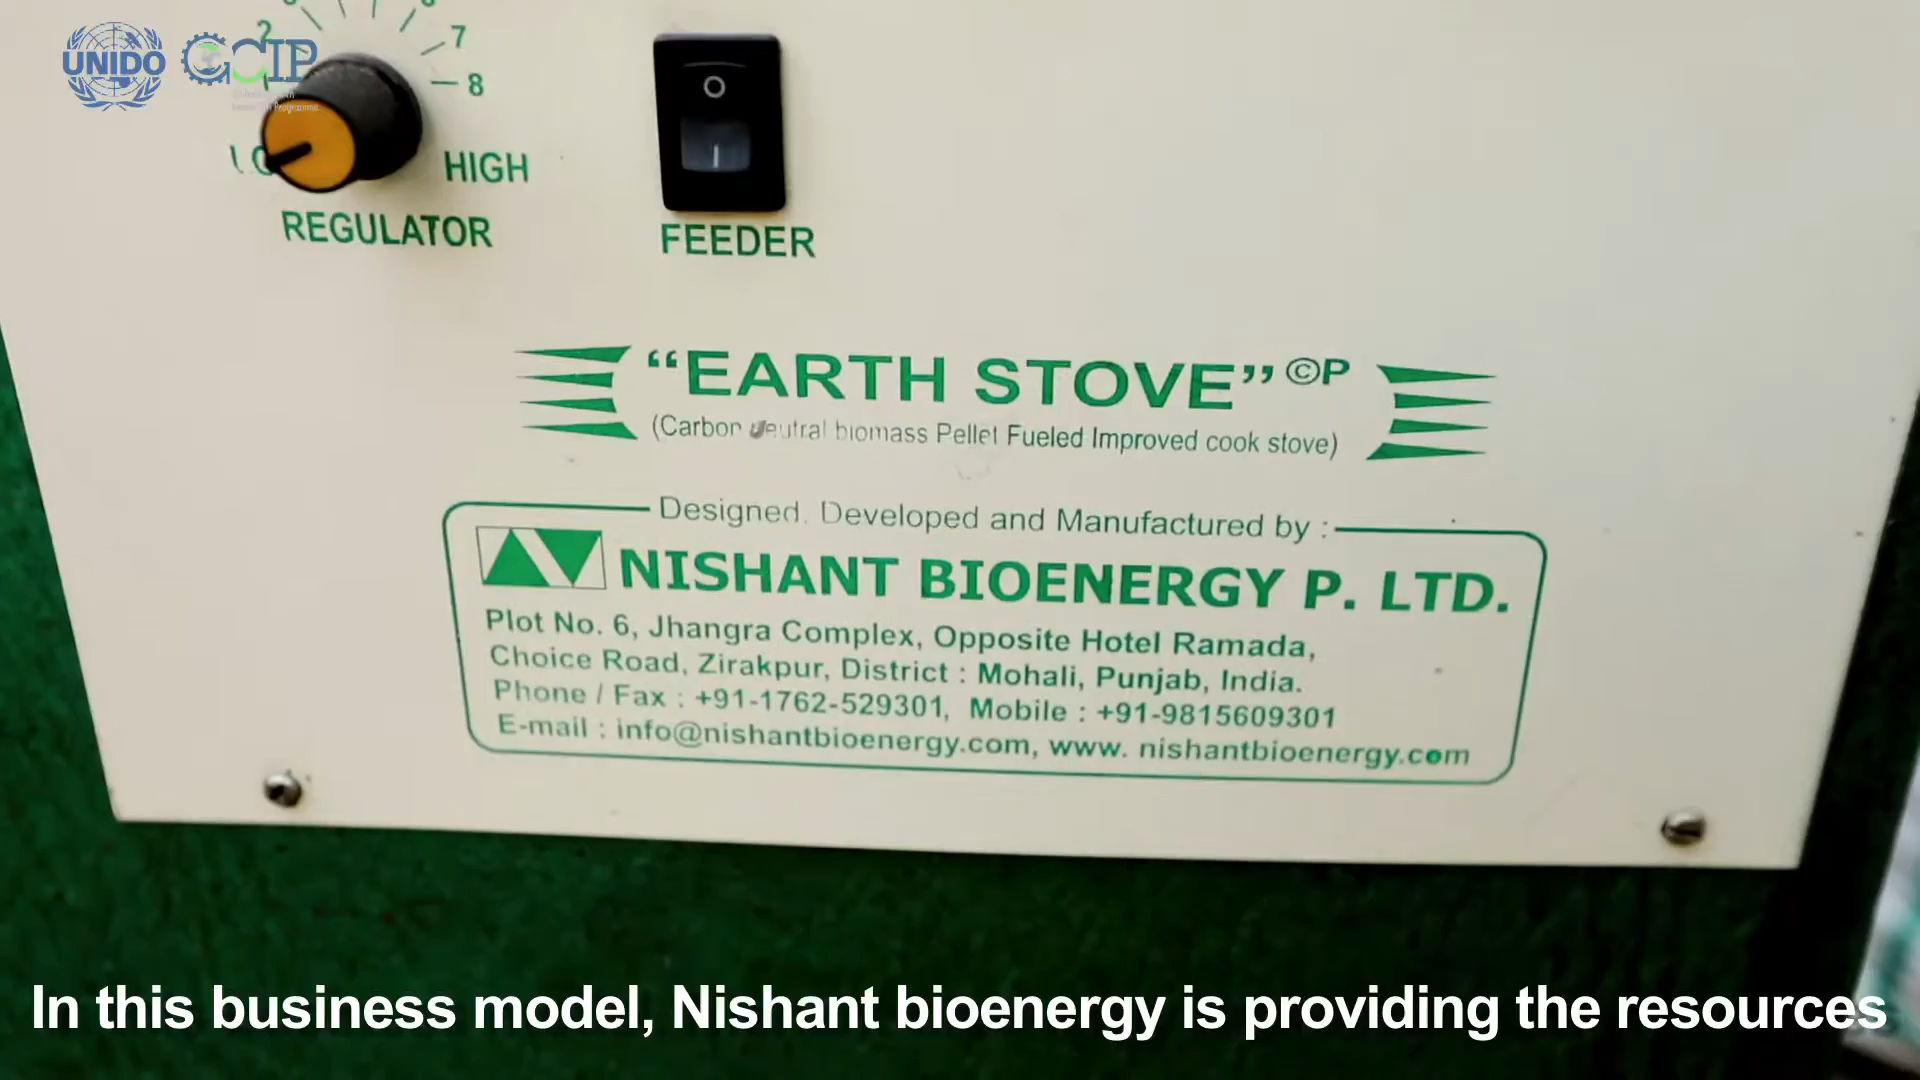 UNIDO GCIP
2
7
8
HIGH
REGULATOR
FEEDER
“EARTH STOVE” ©P
(Carbon neutral biomass Pellet Fueled Improved cook stove)
Designed, Developed and Manufactured by :
NISHANT BIOENERGY P. LTD.
Plot No. 6, Jhangra Complex, Opposite Hotel Ramada,
Choice Road, Zirakpur, District : Mohali, Punjab, India.
Phone / Fax : +91-1762-529301, Mobile : +91-9815609301
E-mail : info@nishantbioenergy.com, www. nishantbioenergy.com
In this business model, Nishant bioenergy is providing the resources